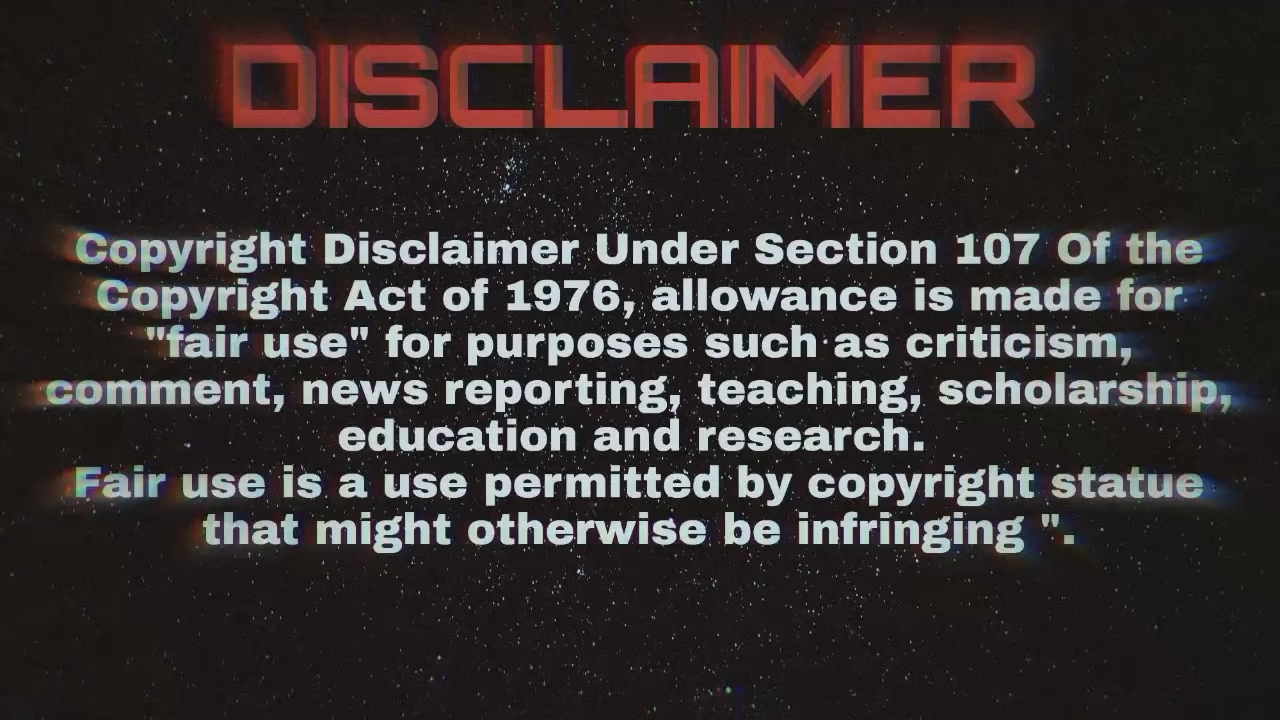 DISCLAIMER
Copyright Disclaimer Under Section 107 Of the
Copyright Act of 1976, allowance is made for
"fair use" for purposes such as criticism,
comment, news reporting, teaching, scholarship,
education and research.
Fair use is a use permitted by copyright statue
that might otherwise be infringing ".